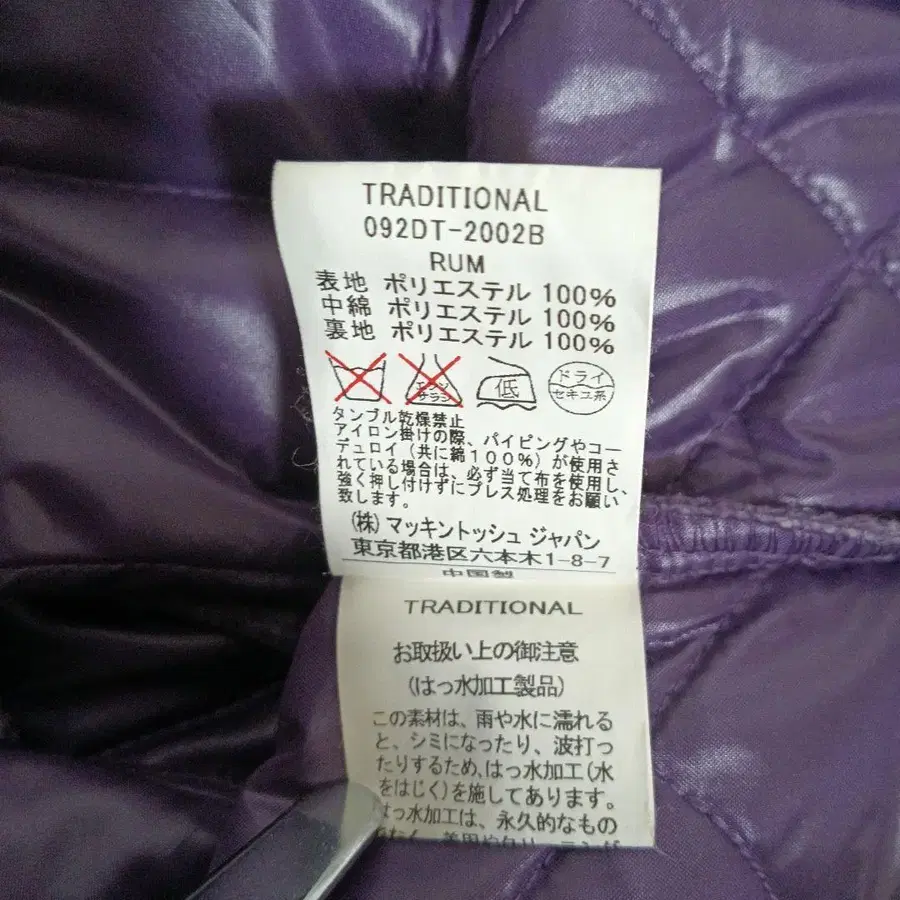 TRADITIONAL
092DT-2002B
RUM
表地 ポリエステル 100%
中綿 ポリエステル 100%
裏地 ポリエステル 100%
エンソ サラシ 低 ドライ セキユ系
タンブル乾燥禁止
アイロン掛けの際、パイピングやコー
デュロイ(共に綿100%)が使用さ
れている場合は、必ず当て布を使用し、
強く押し付けずにプレス処理をお願い
致します。
(株)マッキントッシュ ジャパン
東京都港区六本木1-8-7
中国製
TRADITIONAL
お取扱い上の御注意
(はっ水加工製品)
この素材は、雨や水に濡れる
と、シミになったり、波打っ
たりするため、はっ水加工(水
をはじく)を施してあります。
はっ水加工は、永久的なもの